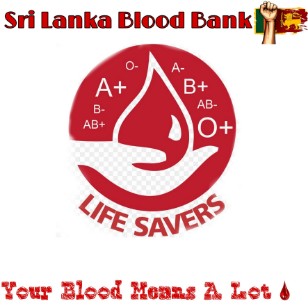 Sri Lanka Blood Bank
O- A-
A+ B+
B- AB-
AB+ O+
LIFE SAVERS
Your Blood Means A Lot